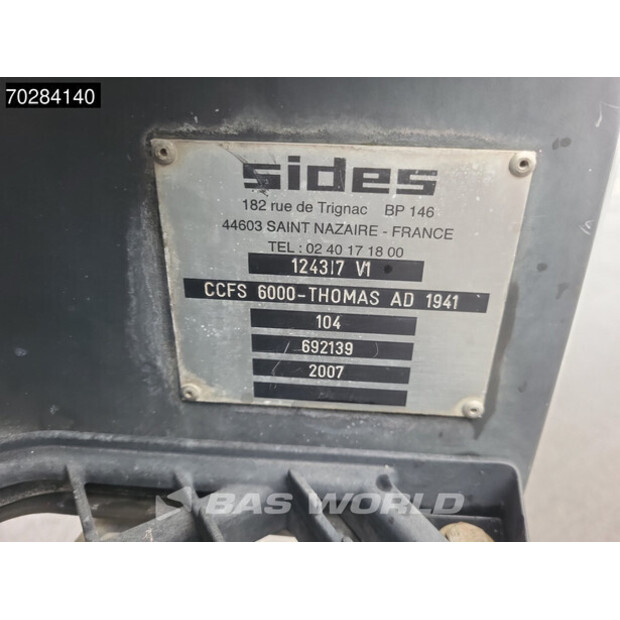 70284140
sides
182 rue de Trignac BP 146
44603 SAINT NAZAIRE - FRANCE
TEL : 02 40 17 18 00
124317 V1
CCFS 6000-THOMAS AD 1941
104
692139
2007
BAS WORLD